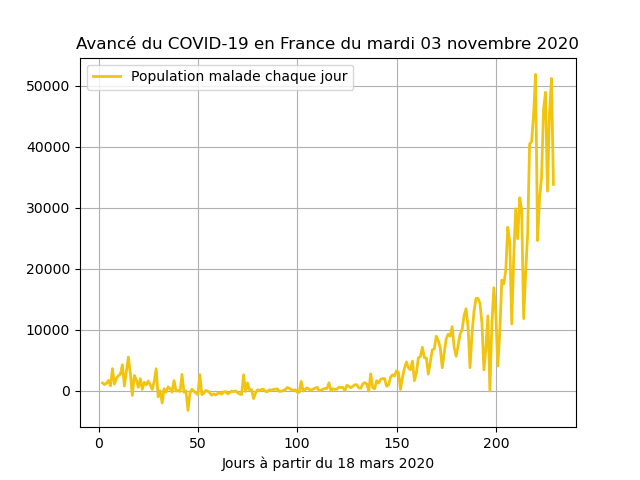 Avancé du COVID-19 en France du mardi 03 novembre 2020
Population malade chaque jour
50000
40000
30000
20000
10000
0
0 50 100 150 200
Jours à partir du 18 mars 2020